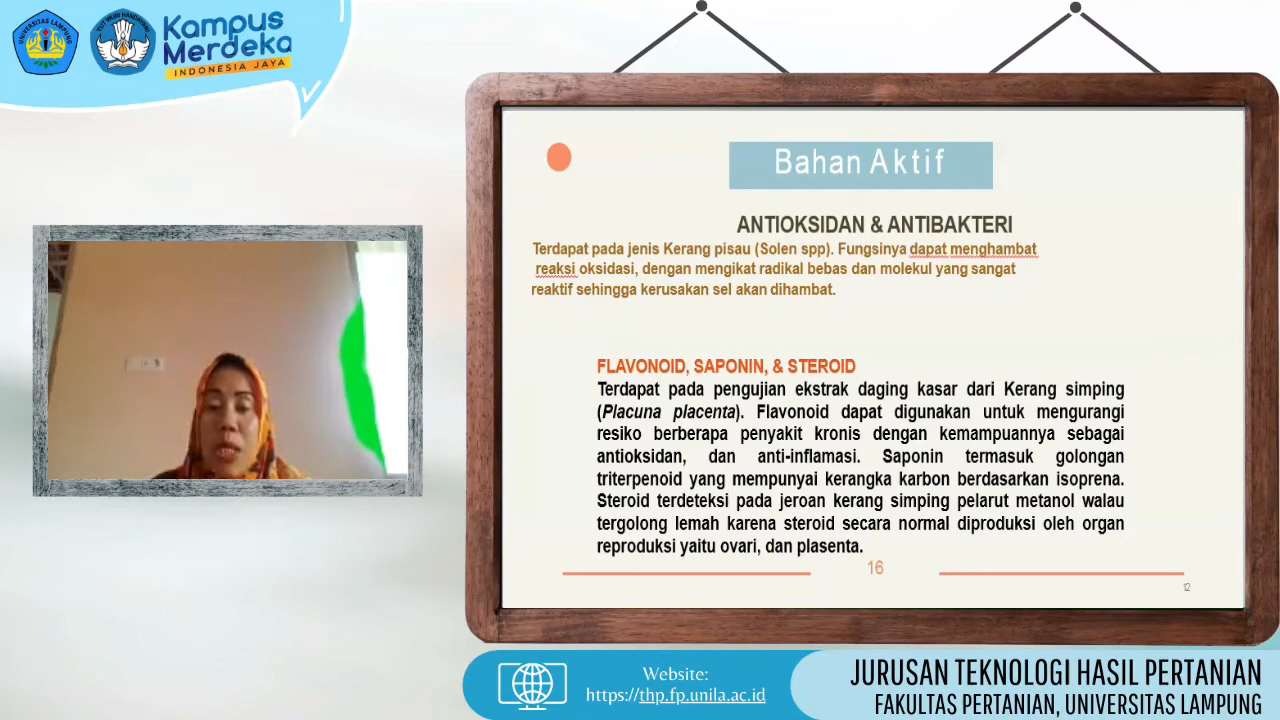 UNIVERSITAS LAMPUNG
TUT WURI HANDAYANI
Kampus
Merdeka
INDONESIA JAYA
Bahan Aktif
ANTIOKSIDAN & ANTIBAKTERI
Terdapat pada jenis Kerang pisau (Solen spp). Fungsinya dapat menghambat
reaksi oksidasi, dengan mengikat radikal bebas dan molekul yang sangat
reaktif sehingga kerusakan sel akan dihambat.
FLAVONOID, SAPONIN, & STEROID
Terdapat pada pengujian ekstrak daging kasar dari Kerang simping
(Placuna placenta). Flavonoid dapat digunakan untuk mengurangi
resiko berberapa penyakit kronis dengan kemampuannya sebagai
antioksidan, dan anti-inflamasi. Saponin termasuk golongan
triterpenoid yang mempunyai kerangka karbon berdasarkan isoprena.
Steroid terdeteksi pada jeroan kerang simping pelarut metanol walau
tergolong lemah karena steroid secara normal diproduksi oleh organ
reproduksi yaitu ovari, dan plasenta.
16
12
Website:
https://thp.fp.unila.ac.id
JURUSAN TEKNOLOGI HASIL PERTANIAN
FAKULTAS PERTANIAN, UNIVERSITAS LAMPUNG